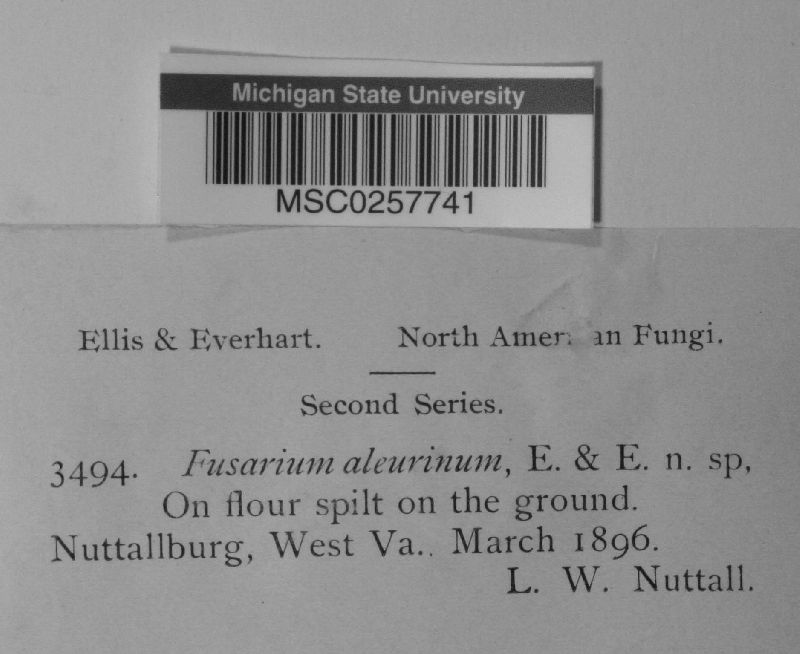 Michigan State University
MSC0257741
Ellis & Everhart. North Fungi.
Second Series.
3494. Fusarium aleurinum, E. & E. n. sp,
On flour spilt on the ground.
Nuttallburg, West Va.. March 1896.
L. W. Nuttall.